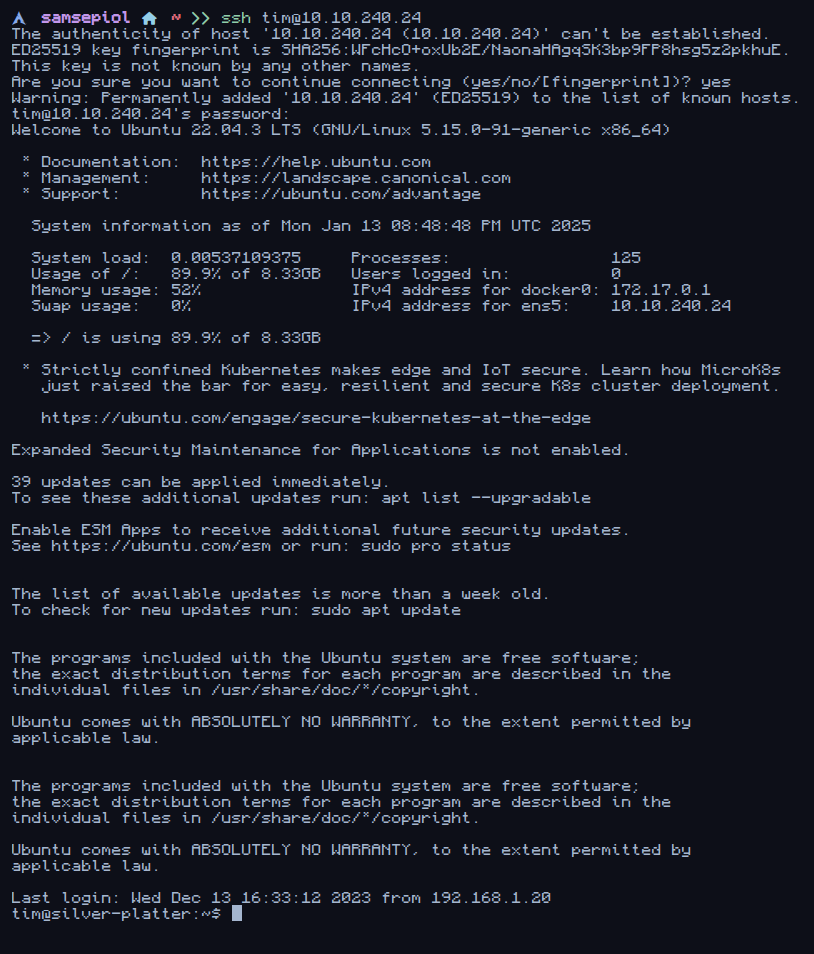 samsepiol ~ >> ssh tim@10.10.240.24
The authenticity of host '10.10.240.24 (10.10.240.24)' can't be established.
ED25519 key fingerprint is SHA256:WFcHcO+oxUb2E/NaonaHAgqSK3bp9FP8hsg5z2pkhuE.
This key is not known by any other names.
Are you sure you want to continue connecting (yes/no/[fingerprint])? yes
Warning: Permanently added '10.10.240.24' (ED25519) to the list of known hosts.
tim@10.10.240.24's password:
Welcome to Ubuntu 22.04.3 LTS (GNU/Linux 5.15.0-91-generic x86_64)
* Documentation:  https://help.ubuntu.com
* Management:     https://landscape.canonical.com
* Support:        https://ubuntu.com/advantage
System information as of Mon Jan 13 08:48:48 PM UTC 2025
System load:  0.00537109375     Processes:                125
Usage of /:   89.9% of 8.33GB   Users logged in:          0
Memory usage: 52%               IPv4 address for docker0: 172.17.0.1
Swap usage:   0%                IPv4 address for ens5:    10.10.240.24
=> / is using 89.9% of 8.33GB
* Strictly confined Kubernetes makes edge and IoT secure. Learn how MicroK8s
just raised the bar for easy, resilient and secure K8s cluster deployment.
https://ubuntu.com/engage/secure-kubernetes-at-the-edge
Expanded Security Maintenance for Applications is not enabled.
39 updates can be applied immediately.
To see these additional updates run: apt list --upgradable
Enable ESM Apps to receive additional future security updates.
See https://ubuntu.com/esm or run: sudo pro status
The list of available updates is more than a week old.
To check for new updates run: sudo apt update
The programs included with the Ubuntu system are free software;
the exact distribution terms for each program are described in the
individual files in /usr/share/doc/*/copyright.
Ubuntu comes with ABSOLUTELY NO WARRANTY, to the extent permitted by
applicable law.
The programs included with the Ubuntu system are free software;
the exact distribution terms for each program are described in the
individual files in /usr/share/doc/*/copyright.
Ubuntu comes with ABSOLUTELY NO WARRANTY, to the extent permitted by
applicable law.
Last login: Wed Dec 13 16:33:12 2023 from 192.168.1.20
tim@silver-platter:~$